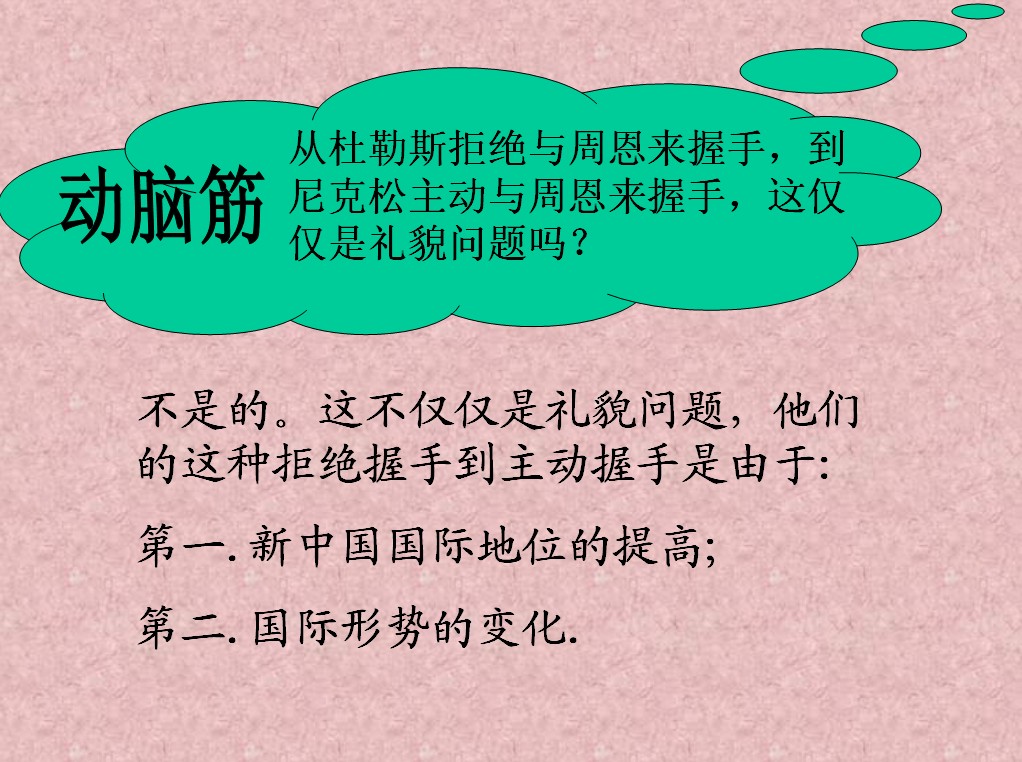 动脑筋
从杜勒斯拒绝与周恩来握手，到
尼克松主动与周恩来握手，这仅
仅是礼貌问题吗？
不是的。这不仅仅是礼貌问题，他们
的这种拒绝握手到主动握手是由于:
第一.新中国国际地位的提高;
第二.国际形势的变化.